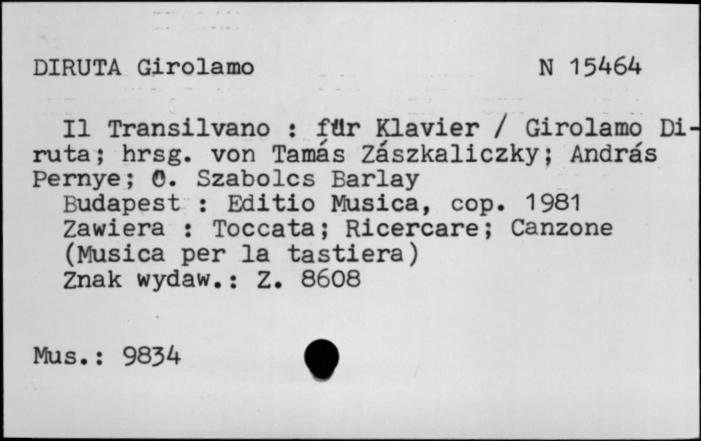 DIRUTA Girolamo N 15464
Il Transilvano : für Klavier / Girolamo Di-
ruta; hrsg. von Tamás Zászkaliczky; András
Pernye; Ö. Szabolcs Barlay
Budapest : Editio Musica, cop. 1981
Zawiera : Toccata; Ricercare; Canzone
(Musica per la tastiera)
Znak wydaw.: Z. 8608
Mus.: 9834